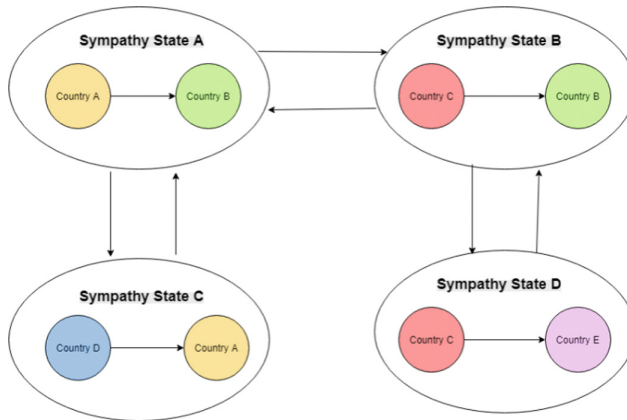 Sympathy State A
Country A
Country B
Sympathy State B
Country C
Country B
Sympathy State C
Country D
Country A
Sympathy State D
Country C
Country E